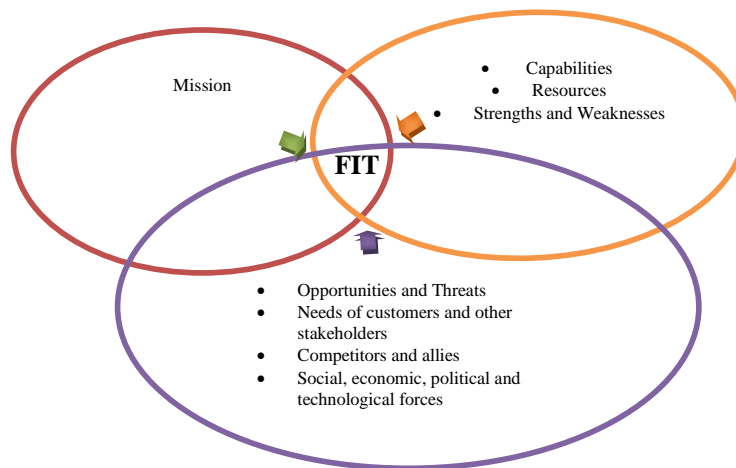 Mission
• Capabilities
• Resources
• Strengths and Weaknesses
FIT
• Opportunities and Threats
• Needs of customers and other
stakeholders
• Competitors and allies
• Social, economic, political and
technological forces